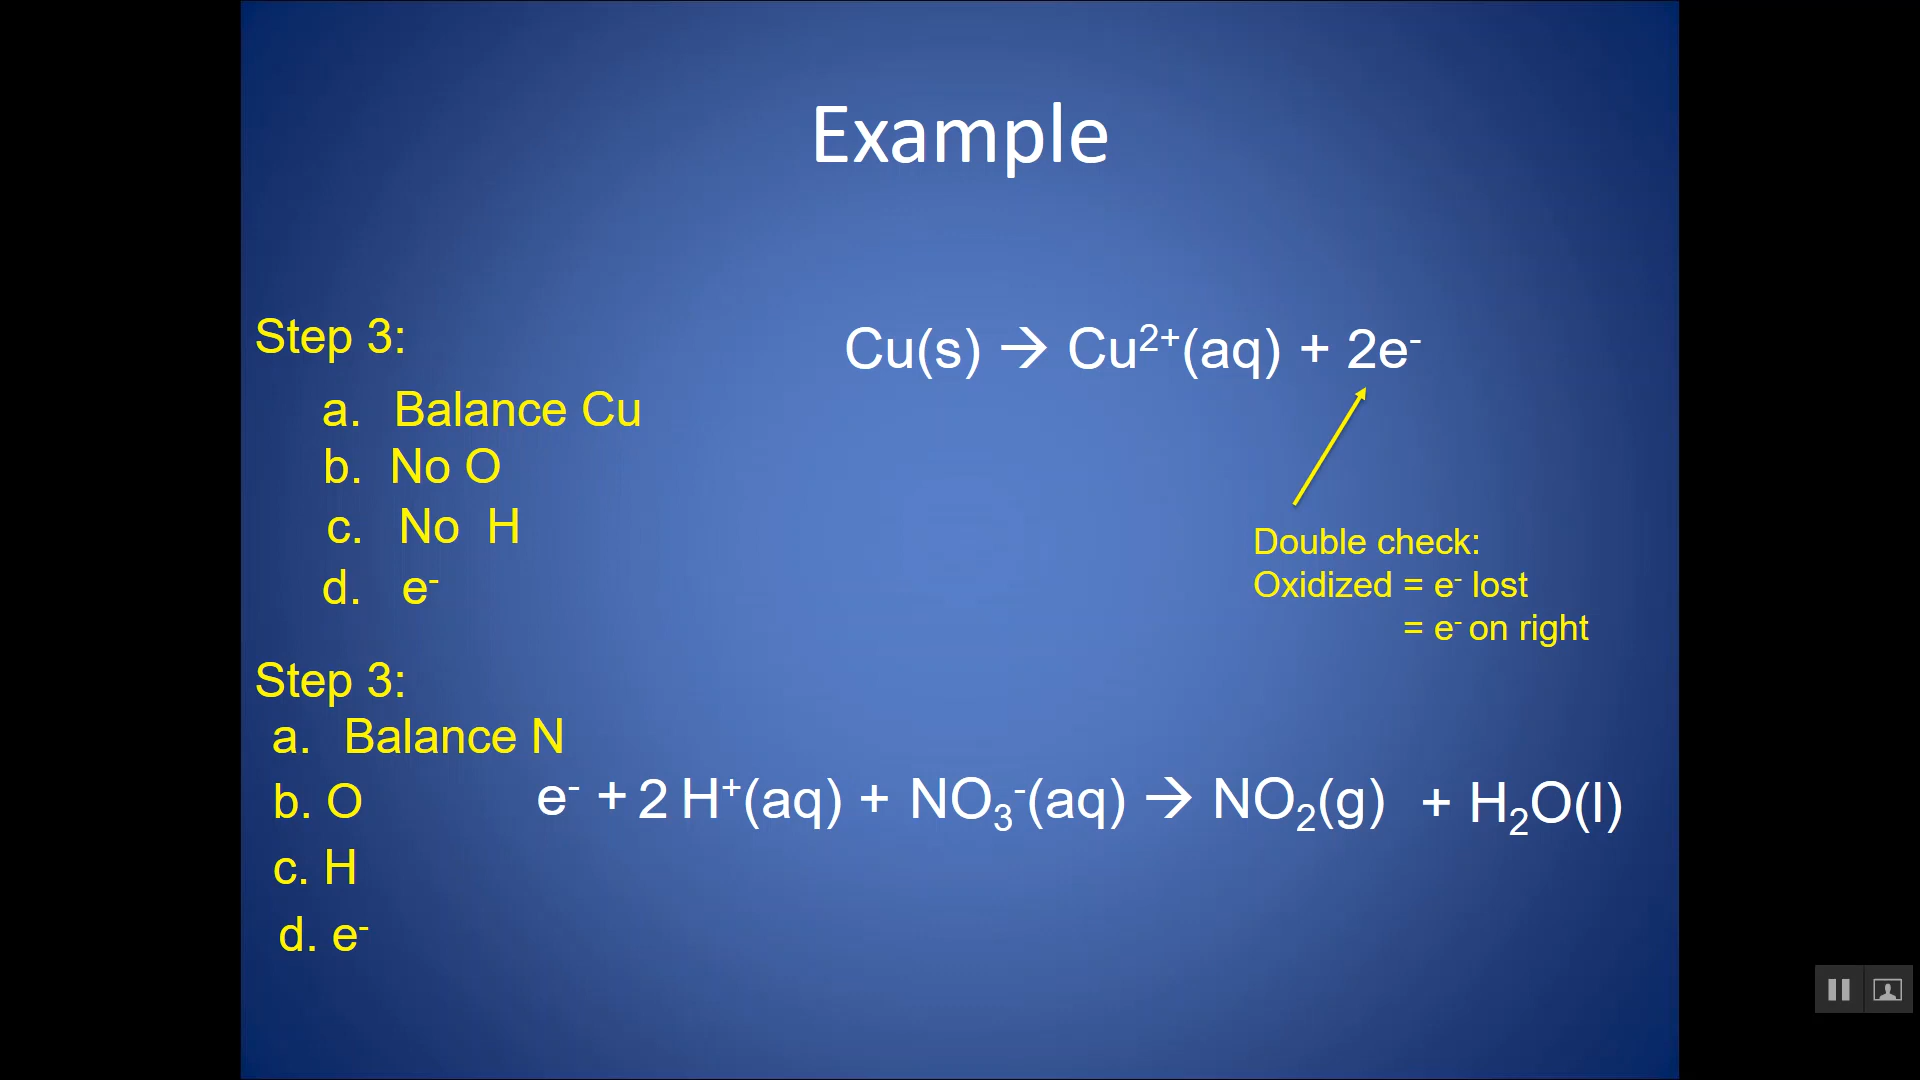 Example
Step 3:
Cu(s) → Cu²⁺(aq) + 2e⁻
a. Balance Cu
b. No O
c. No H
d. e⁻
Double check:
Oxidized = e⁻ lost
= e⁻ on right
Step 3:
a. Balance N
b. O
e⁻ + 2 H⁺(aq) + NO₃⁻(aq) → NO₂(g) + H₂O(l)
c. H
d. e⁻